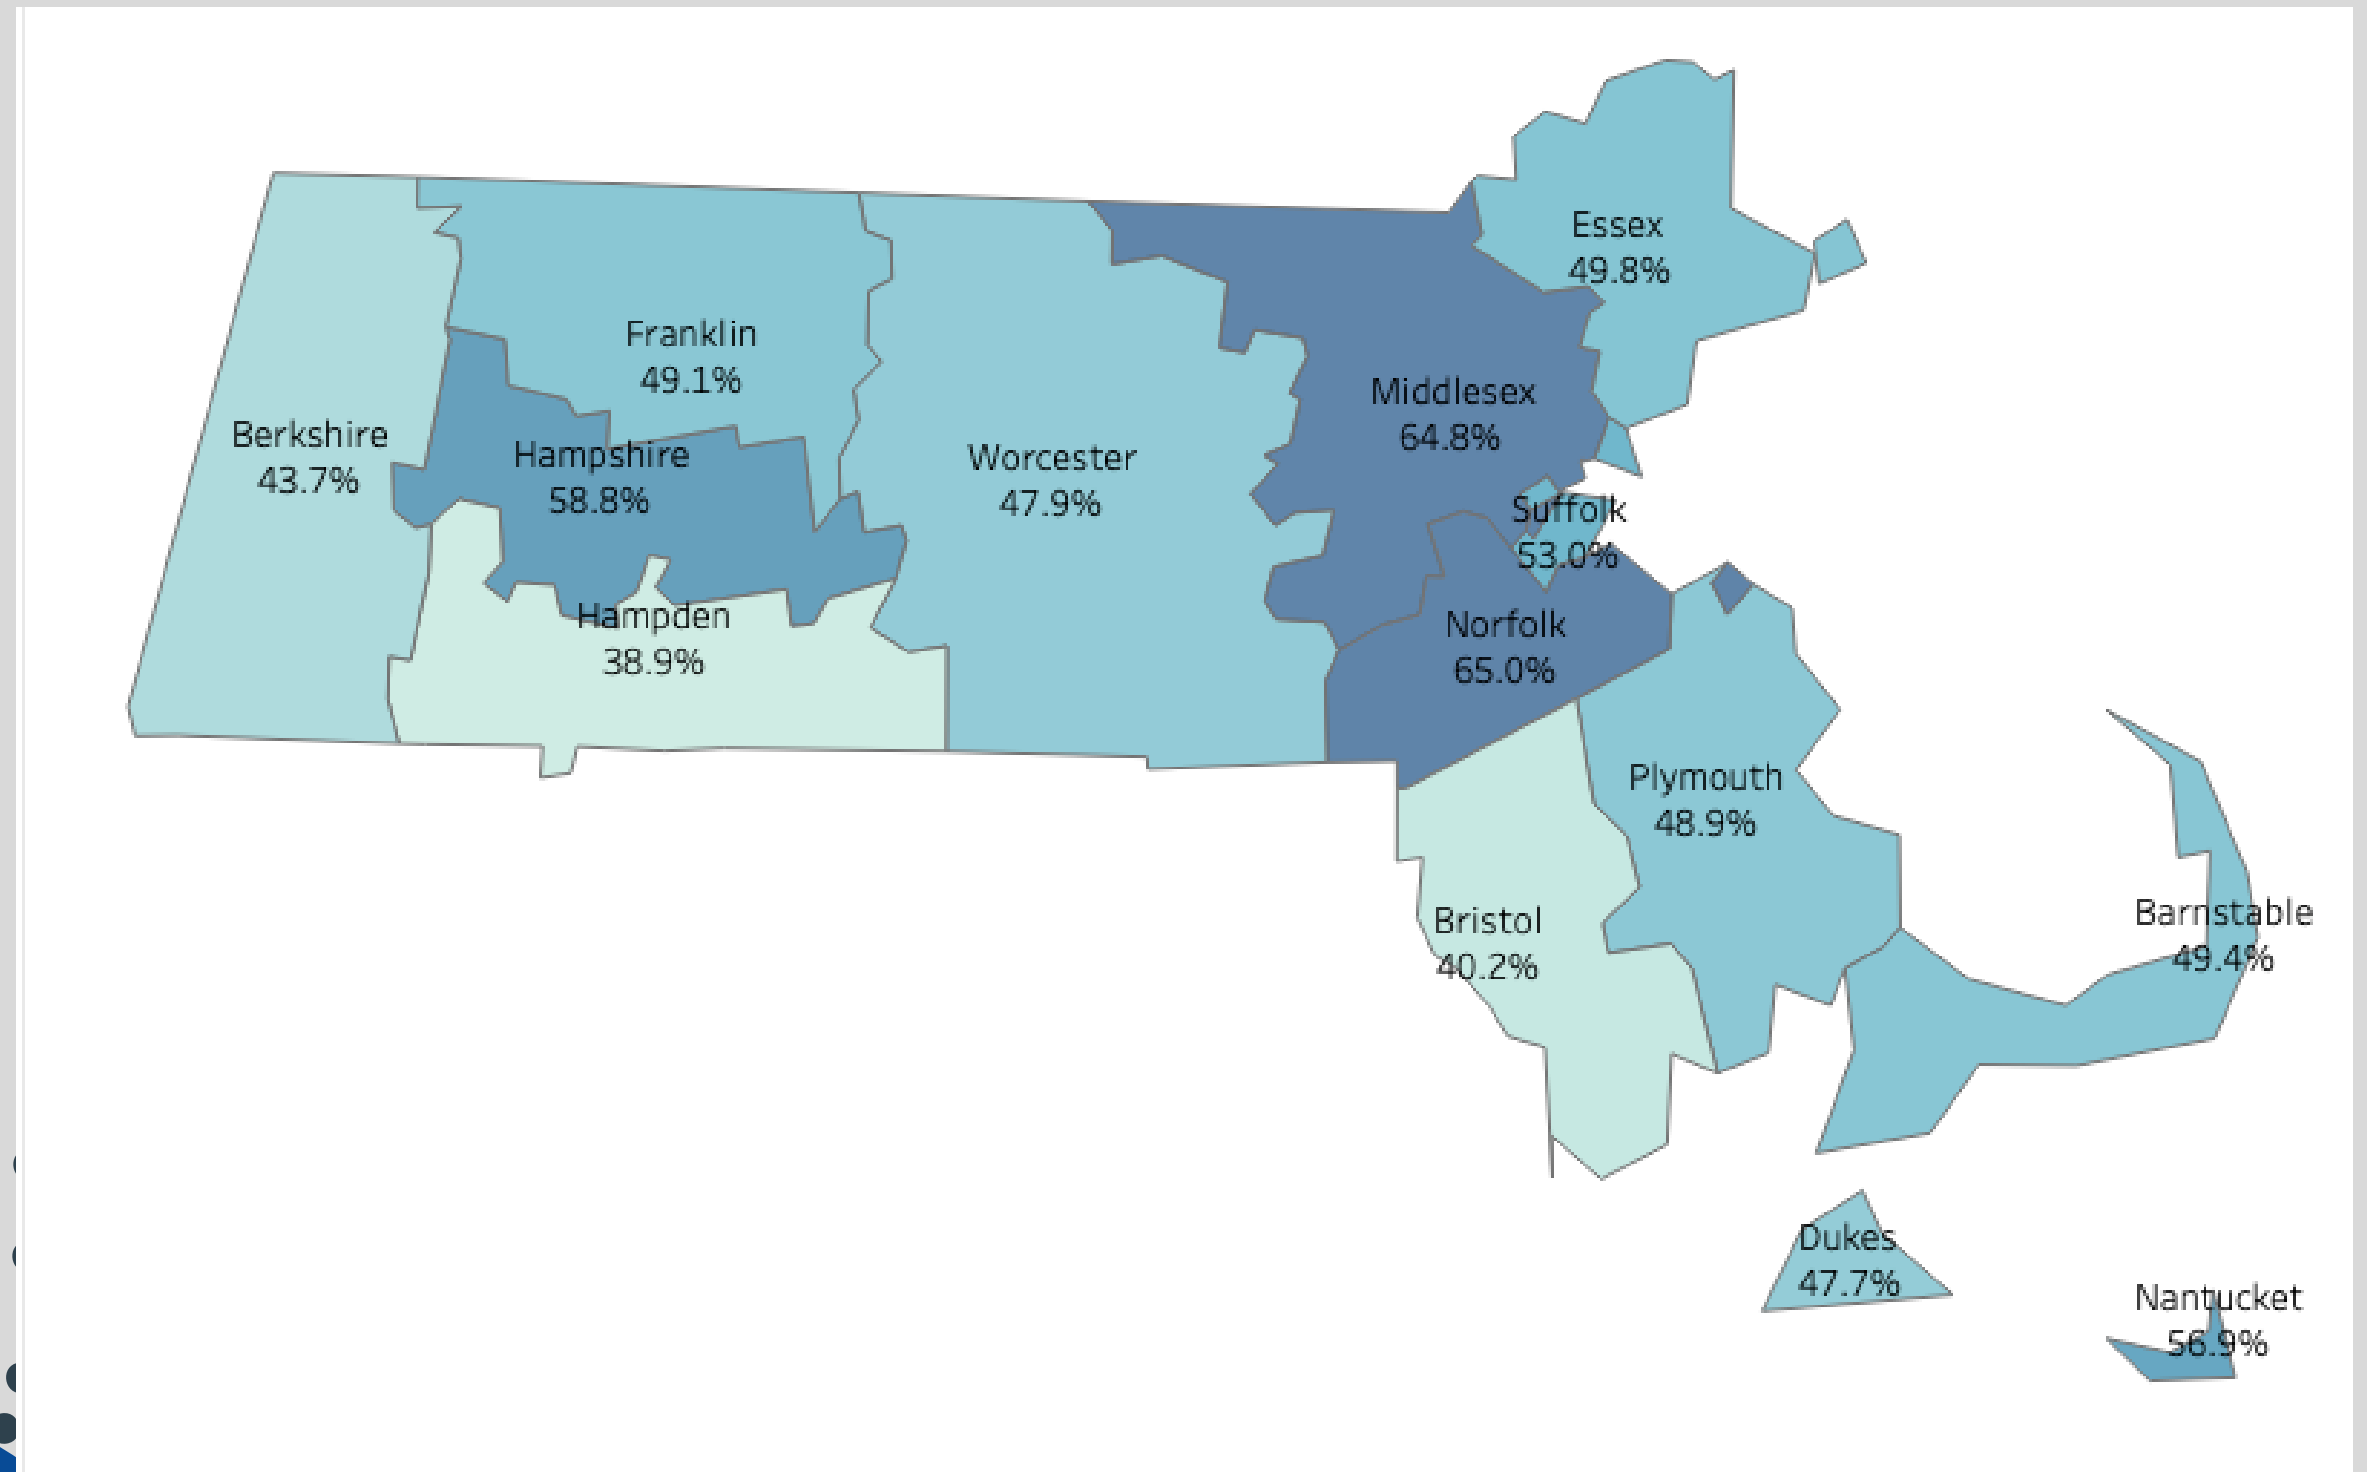 Essex
49.8%
Franklin
49.1%
Middlesex
64.8%
Berkshire
43.7%
Hampshire
58.8%
Worcester
47.9%
Suffolk
53.0%
Hampden
38.9%
Norfolk
65.0%
Plymouth
48.9%
Bristol
40.2%
Barnstable
49.4%
Dukes
47.7%
Nantucket
56.9%